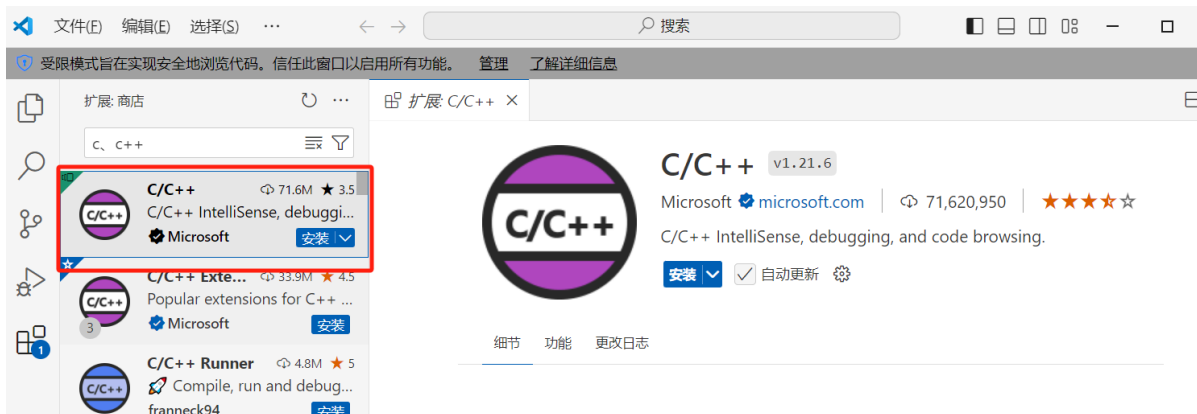 文件(F) 编辑(E) 选择(S) ··· 搜索
受限模式旨在实现安全地浏览代码。信任此窗口以启用所有功能。 管理 了解详细信息
扩展: 商店
扩展: C/C++
c、c++
C/C++ 71.6M ★ 3.5
C/C++ IntelliSense, debuggi...
Microsoft 安装
C/C++ Exte... 33.9M ★ 4.5
Popular extensions for C++ ...
Microsoft 安装
3
C/C++ Runner 4.8M ★ 5
🚀 Compile, run and debug...
franneck94 安装
1
C/C++
C/C++
C/C++
C/C++
C/C++ v1.21.6
Microsoft microsoft.com 71,620,950
C/C++ IntelliSense, debugging, and code browsing.
安装 自动更新
细节 功能 更改日志